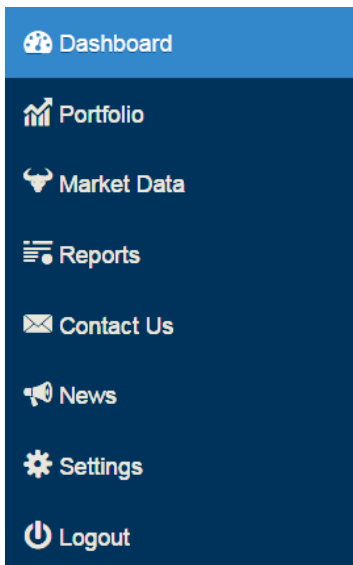 Dashboard
Portfolio
Market Data
Reports
Contact Us
News
Settings
Logout